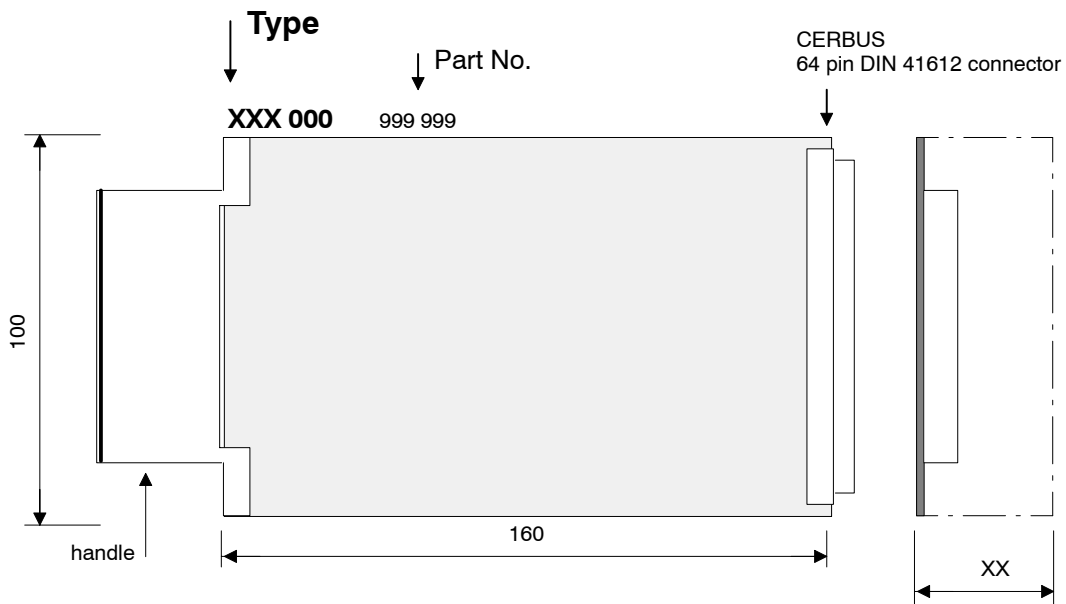 Type
Part No.
CERBUS
64 pin DIN 41612 connector
XXX 000
999 999
100
handle
160
XX